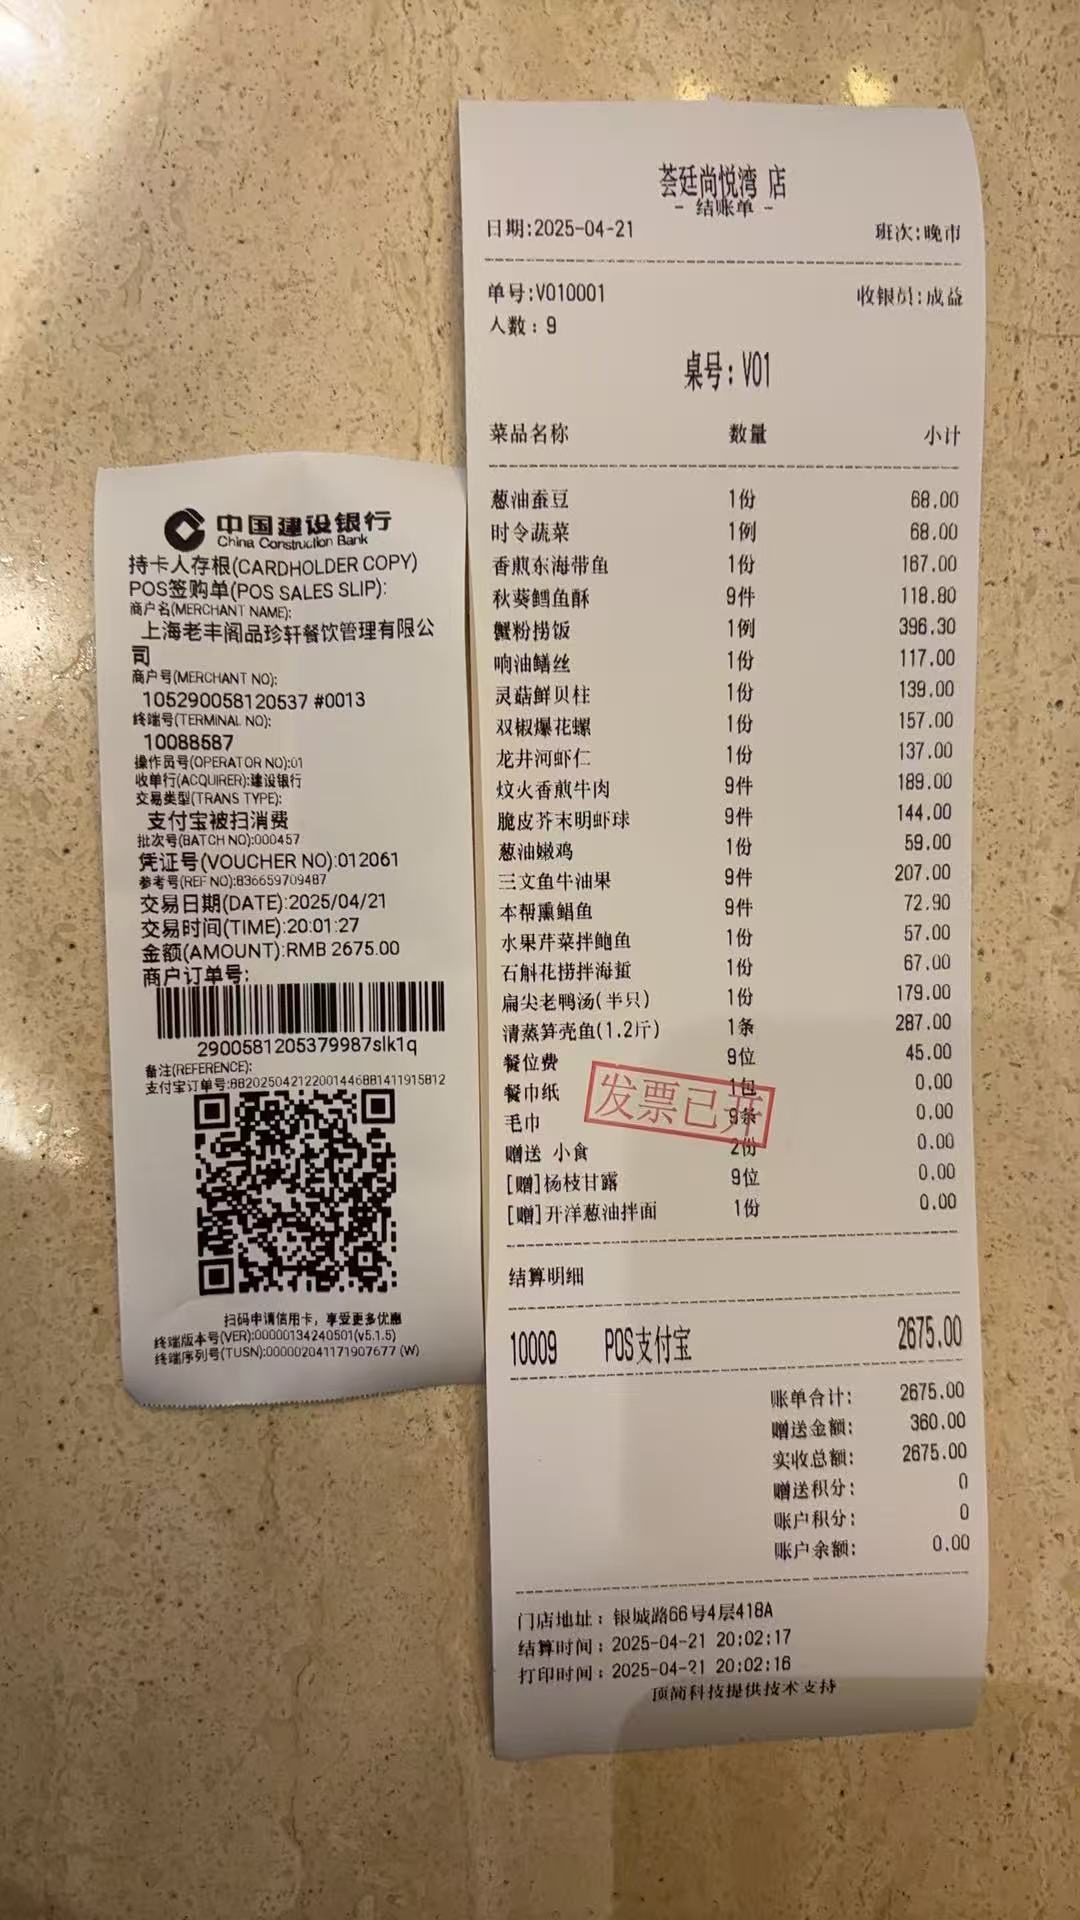 中国建设银行
China Construction Bank
持卡人存根(CARDHOLDER COPY)
POS签购单(POS SALES SLIP):
商户名(MERCHANT NAME):
上海老丰阁品珍轩餐饮管理有限公
司
商户号(MERCHANT NO):
105290058120537 #0013
终端号(TERMINAL NO):
10088587
操作员号(OPERATOR NO):01
收单行(ACQUIRER):建设银行
交易类型(TRANS TYPE):
支付宝被扫消费
批次号(BATCH NO):000457
凭证号(VOUCHER NO):012061
参考号(REF NO):836659709487
交易日期(DATE):2025/04/21
交易时间(TIME):20:01:27
金额(AMOUNT):RMB 2675.00
商户订单号:
2900581205379987slk1q
备注(REFERENCE):
支付宝订单号:882025042122001446881411915812
扫码申请信用卡，享受更多优惠
终端版本号(VER):00000134240501(v5.1.5)
终端序列号(TUSN):000002041171907677 (W)
荟廷尚悦湾 店
- 结账单 -
日期:2025-04-21 班次:晚市
单号:V010001 收银员:成益
人数: 9
桌号: V01
菜品名称 数量 小计
葱油蚕豆 1份 68.00
时令蔬菜 1例 68.00
香煎东海带鱼 1份 167.00
秋葵鳕鱼酥 9件 118.80
蟹粉捞饭 1例 396.30
响油鳝丝 1份 117.00
灵菇鲜贝柱 1份 139.00
双椒爆花螺 1份 157.00
龙井河虾仁 1份 137.00
炆火香煎牛肉 9件 189.00
脆皮芥末明虾球 9件 144.00
葱油嫩鸡 1份 59.00
三文鱼牛油果 9件 207.00
本帮熏鲳鱼 9件 72.90
水果芹菜拌鲍鱼 1份 57.00
石斛花捞拌海蜇 1份 67.00
扁尖老鸭汤(半只) 1份 179.00
清蒸笋壳鱼(1.2斤) 1条 287.00
餐位费 9位 45.00
餐巾纸 1包 0.00
毛巾 9条 0.00
发票已开
赠送 小食 2份 0.00
[赠]杨枝甘露 9位 0.00
[赠]开洋葱油拌面 1份 0.00
结算明细
10009 POS支付宝 2675.00
账单合计: 2675.00
赠送金额: 360.00
实收总额: 2675.00
赠送积分: 0
账户积分: 0
账户余额: 0.00
门店地址: 银城路66号4层418A
结算时间: 2025-04-21 20:02:17
打印时间: 2025-04-21 20:02:16
顶简科技提供技术支持